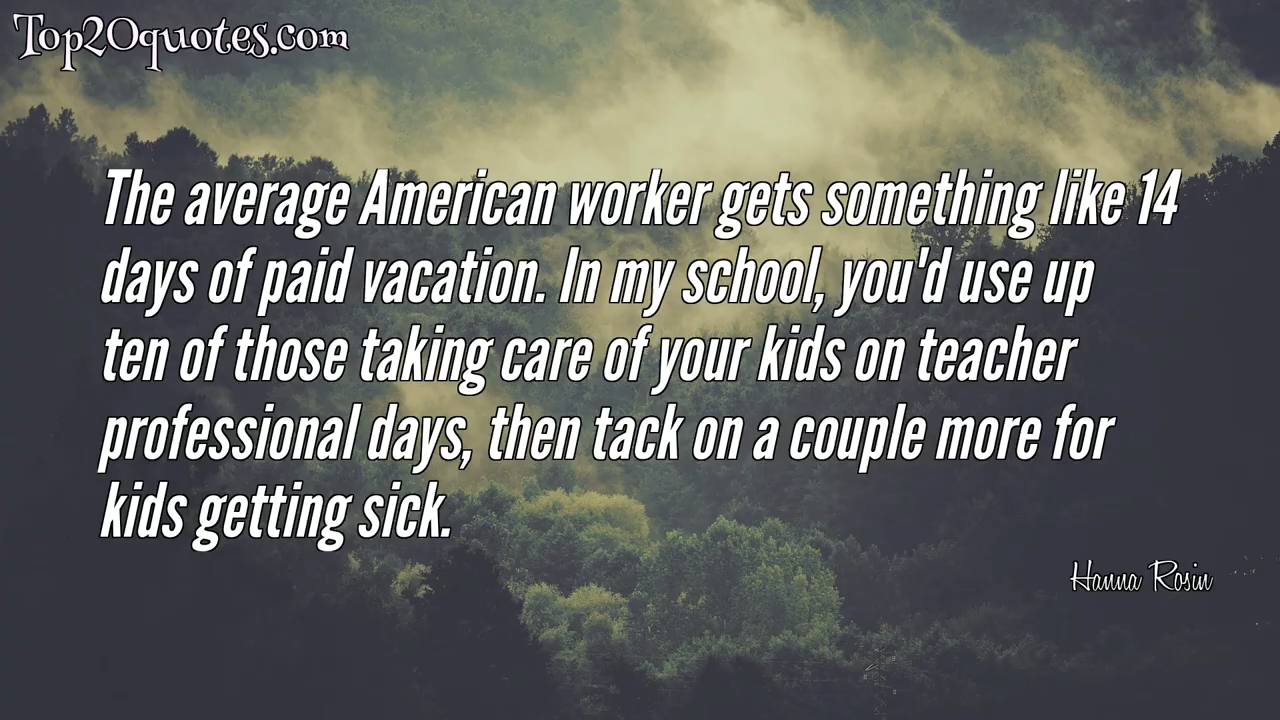 Top20quotes.com
The average American worker gets something like 14
days of paid vacation. In my school, you'd use up
ten of those taking care of your kids on teacher
professional days, then tack on a couple more for
kids getting sick.
Hanna Rosin